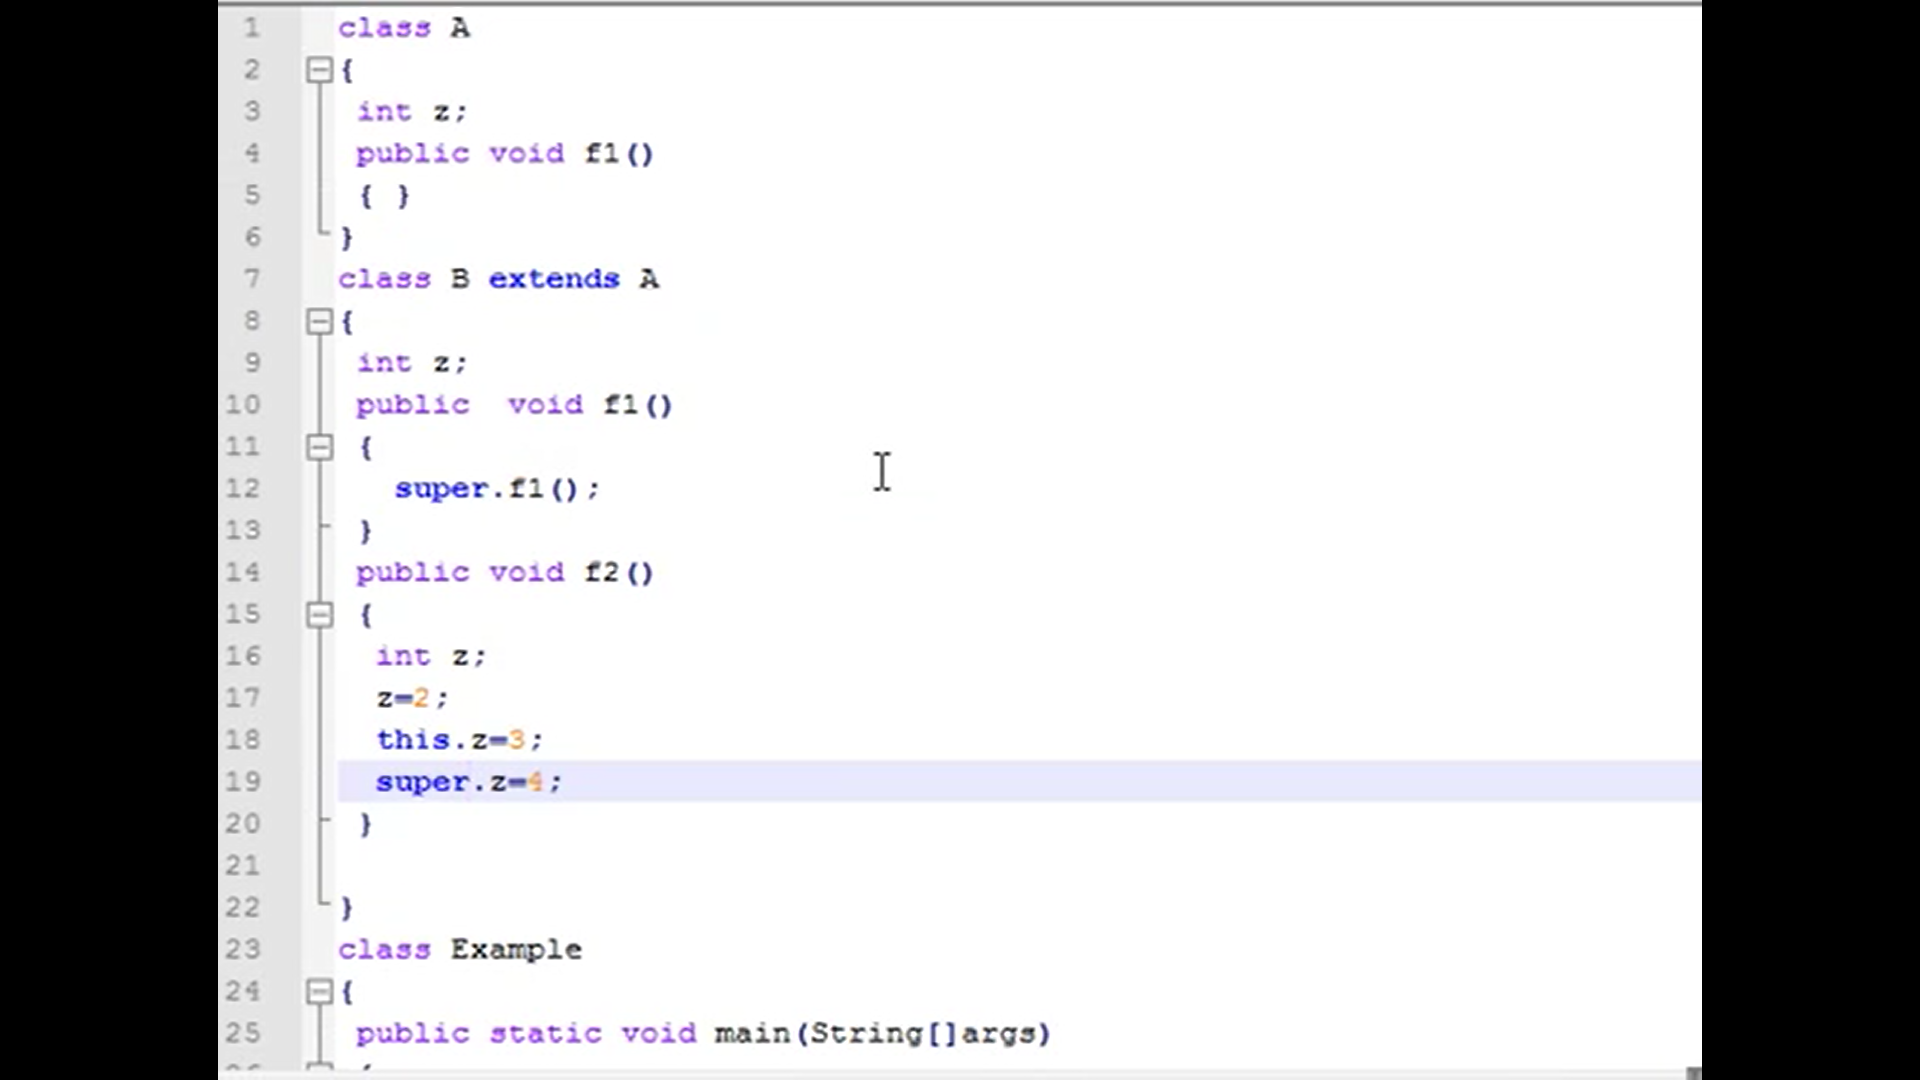 1 class A
2 {
3 int z;
4 public void f1()
5 { }
6 }
7 class B extends A
8 {
9 int z;
10 public  void f1()
11 {
12 super.f1();
13 }
14 public void f2()
15 {
16 int z;
17 z=2;
18 this.z=3;
19 super.z=4;
20 }
21
22 }
23 class Example
24 {
25 public static void main(String[]args)